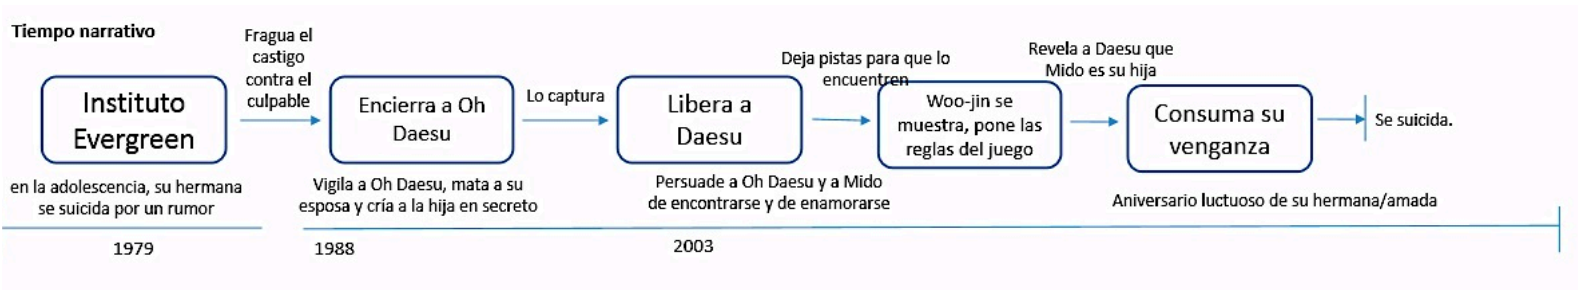 Tiempo narrativo
Fragua el
castigo
contra el
culpable
Instituto
Evergreen
en la adolescencia, su hermana
se suicida por un rumor
Encierra a Oh
Daesu
Vigila a Oh Daesu, mata a su
esposa y cría a la hija en secreto
Lo captura
Libera a
Daesu
Persuade a Oh Daesu y a Mido
de encontrarse y de enamorarse
Deja pistas para que lo
encuentren
Woo-jin se
muestra, pone las
reglas del juego
Revela a Daesu que
Mido es su hija
Consuma su
venganza
Aniversario luctuoso de su hermana/amada
Se suicida.
1979
1988
2003